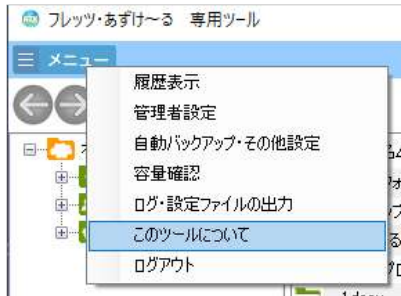 フレッツ・あずけ～る 専用ツール
メニュー
履歴表示
管理者設定
自動バックアップ・その他設定
容量確認
ログ・設定ファイルの出力
このツールについて
ログアウト